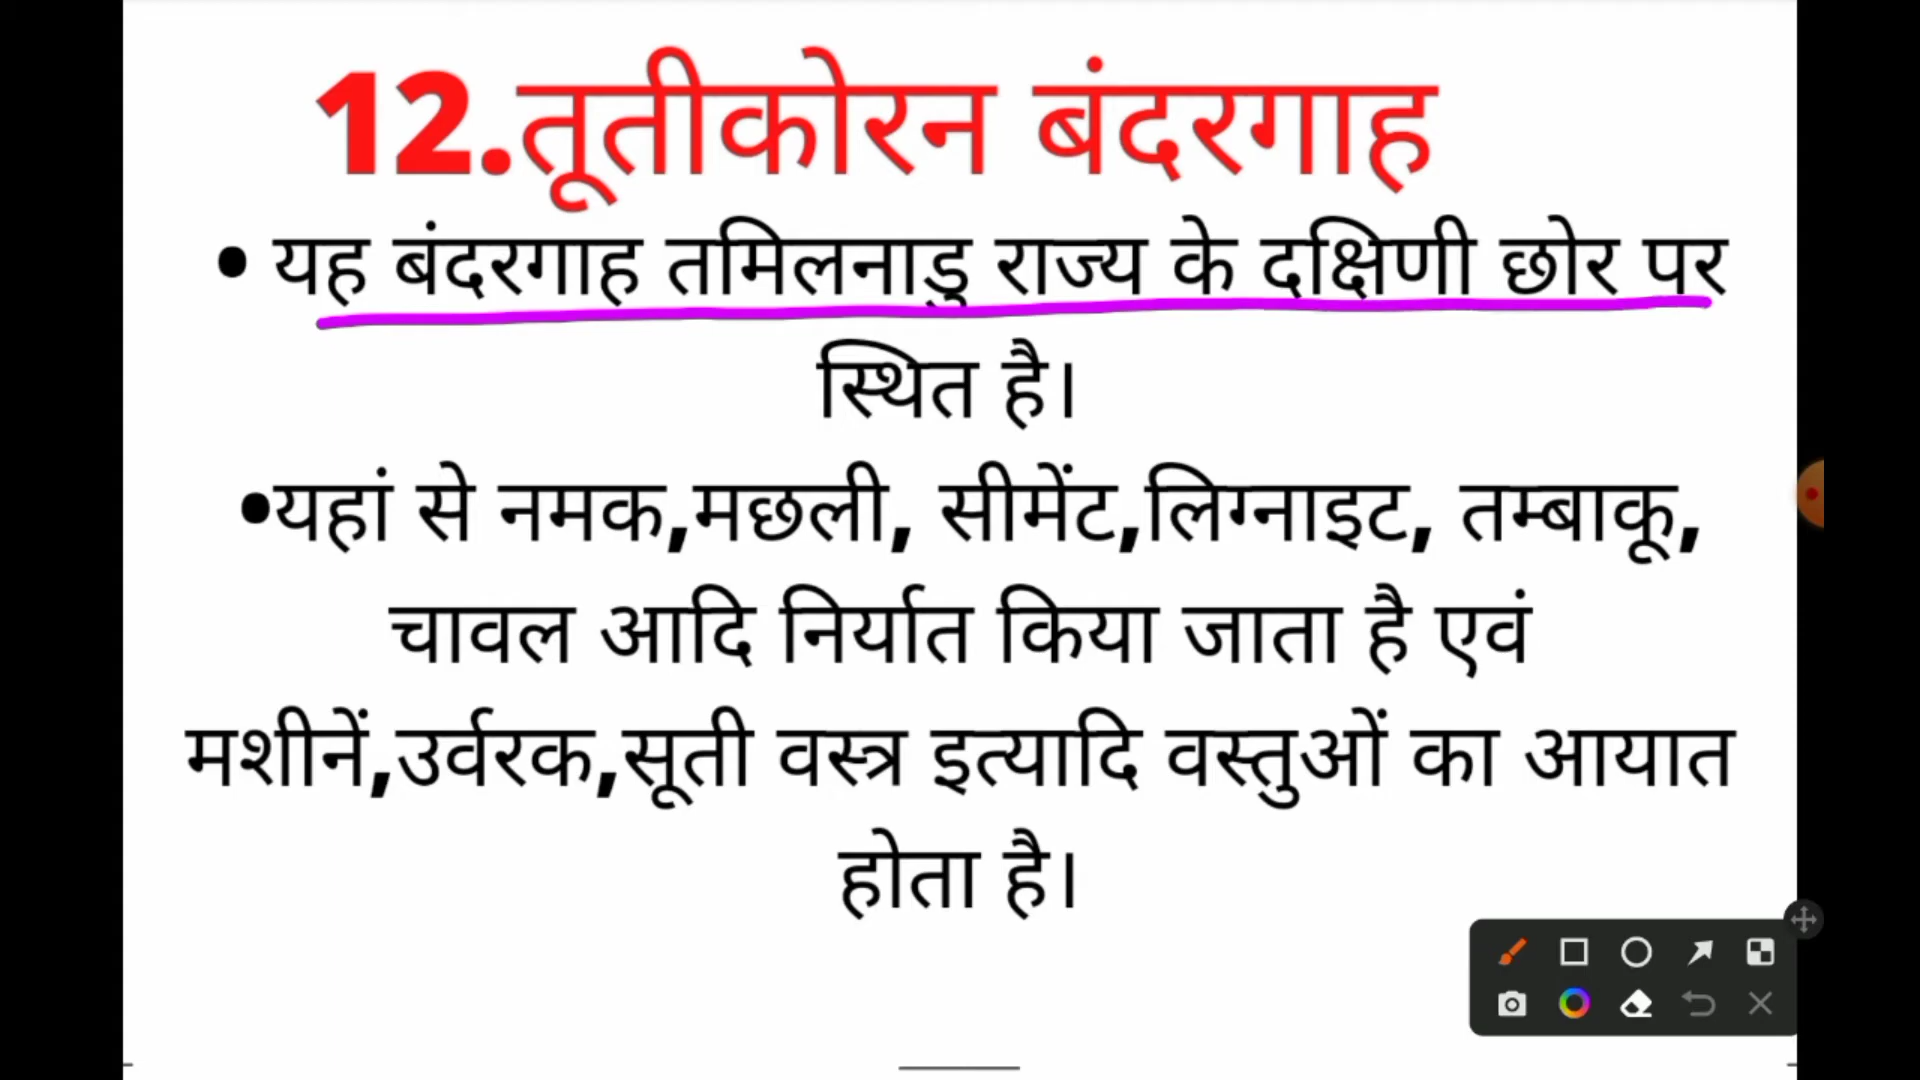 12.तूतीकोरन बंदरगाह
• यह बंदरगाह तमिलनाडु राज्य के दक्षिणी छोर पर
स्थित है।
•यहां से नमक,मछली, सीमेंट,लिग्नाइट, तम्बाकू,
चावल आदि निर्यात किया जाता है एवं
मशीनें,उर्वरक,सूती वस्त्र इत्यादि वस्तुओं का आयात
होता है।